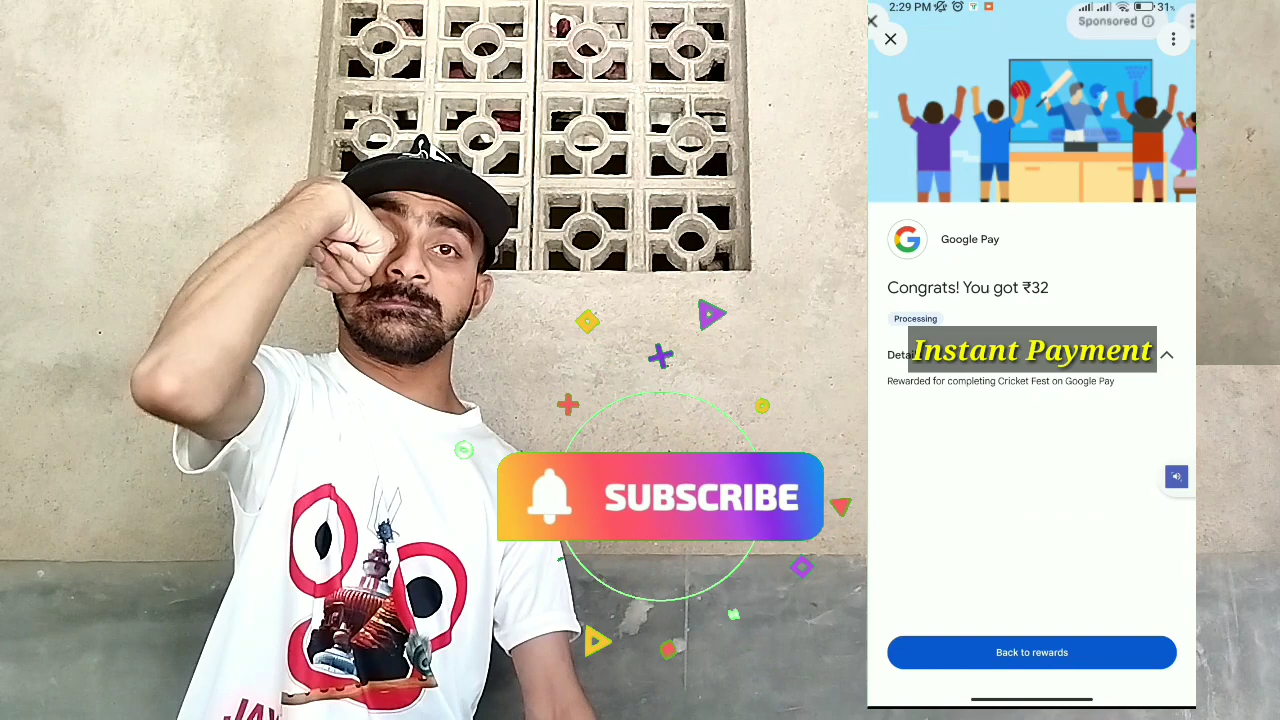 2:29 PM
31%
Sponsored
Google Pay
Congrats! You got ₹32
Processing
Instant Payment
Rewarded for completing Cricket Fest on Google Pay
SUBSCRIBE
Back to rewards